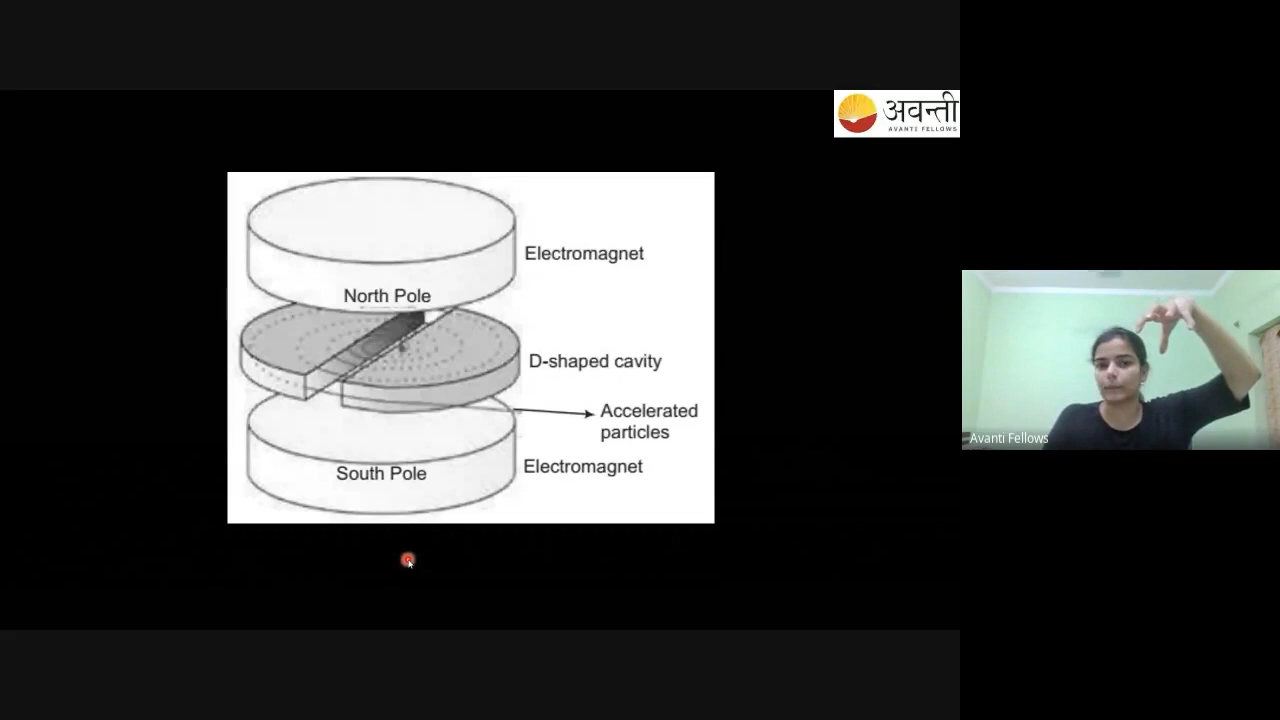 अवन्ती
AVANTI FELLOWS
Electromagnet
North Pole
D-shaped cavity
Accelerated
particles
South Pole
Electromagnet
Avanti Fellows